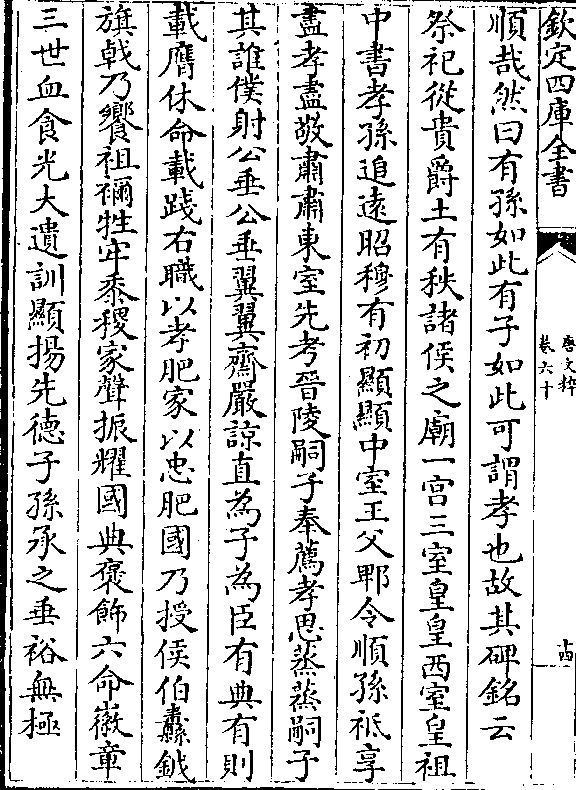 欽定四庫全書
唐文粹
卷六十
十四
順哉然曰有孫如此有子如此可謂孝也故其碑銘云
祭祀從貴爵土有秩諸侯之廟一宫三室皇皇西室皇祖
中書孝孫追遠昭穆有初顯顯中室王父鄆令順孫祗享
盡孝盡敬肅肅東室先考晉陵嗣子奉薦孝思蒸蒸嗣子
其誰僕射公垂公垂翼翼齋嚴諒直為子為臣有典有則
載膺休命載踐右職以孝肥家以忠肥國乃授侯伯纛鉞
旗戟乃饗祖禰牲牢黍稷家聲振耀國典褒飾六命徽章
三世血食光大遺訓顯揚先德子孫承之垂裕無極